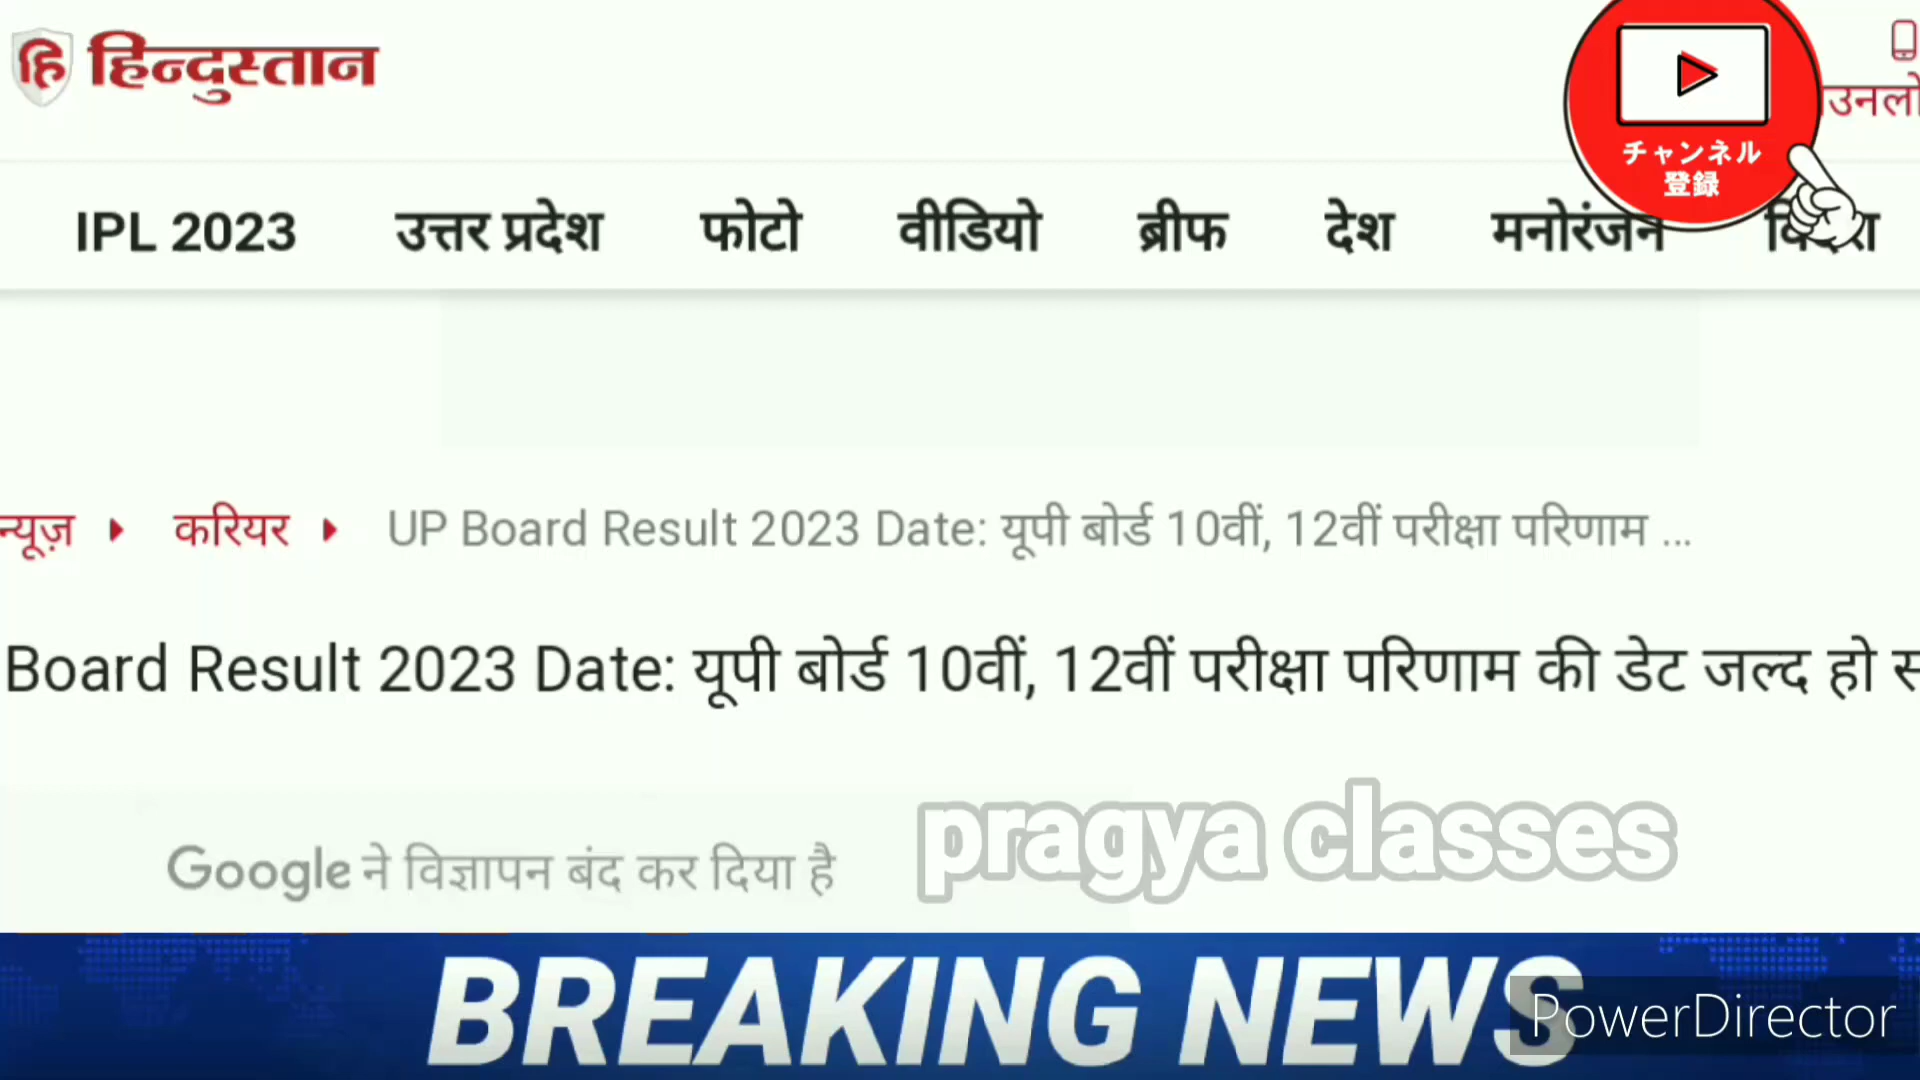 हि हिन्दुस्तान
チャンネル
登録
IPL 2023 उत्तर प्रदेश फोटो वीडियो ब्रीफ देश मनोरंजन
न्यूज़ करियर UP Board Result 2023 Date: यूपी बोर्ड 10वीं, 12वीं परीक्षा परिणाम ...
Board Result 2023 Date: यूपी बोर्ड 10वीं, 12वीं परीक्षा परिणाम की डेट जल्द हो
pragya classes
Google ने विज्ञापन बंद कर दिया है
BREAKING NEWS
PowerDirector